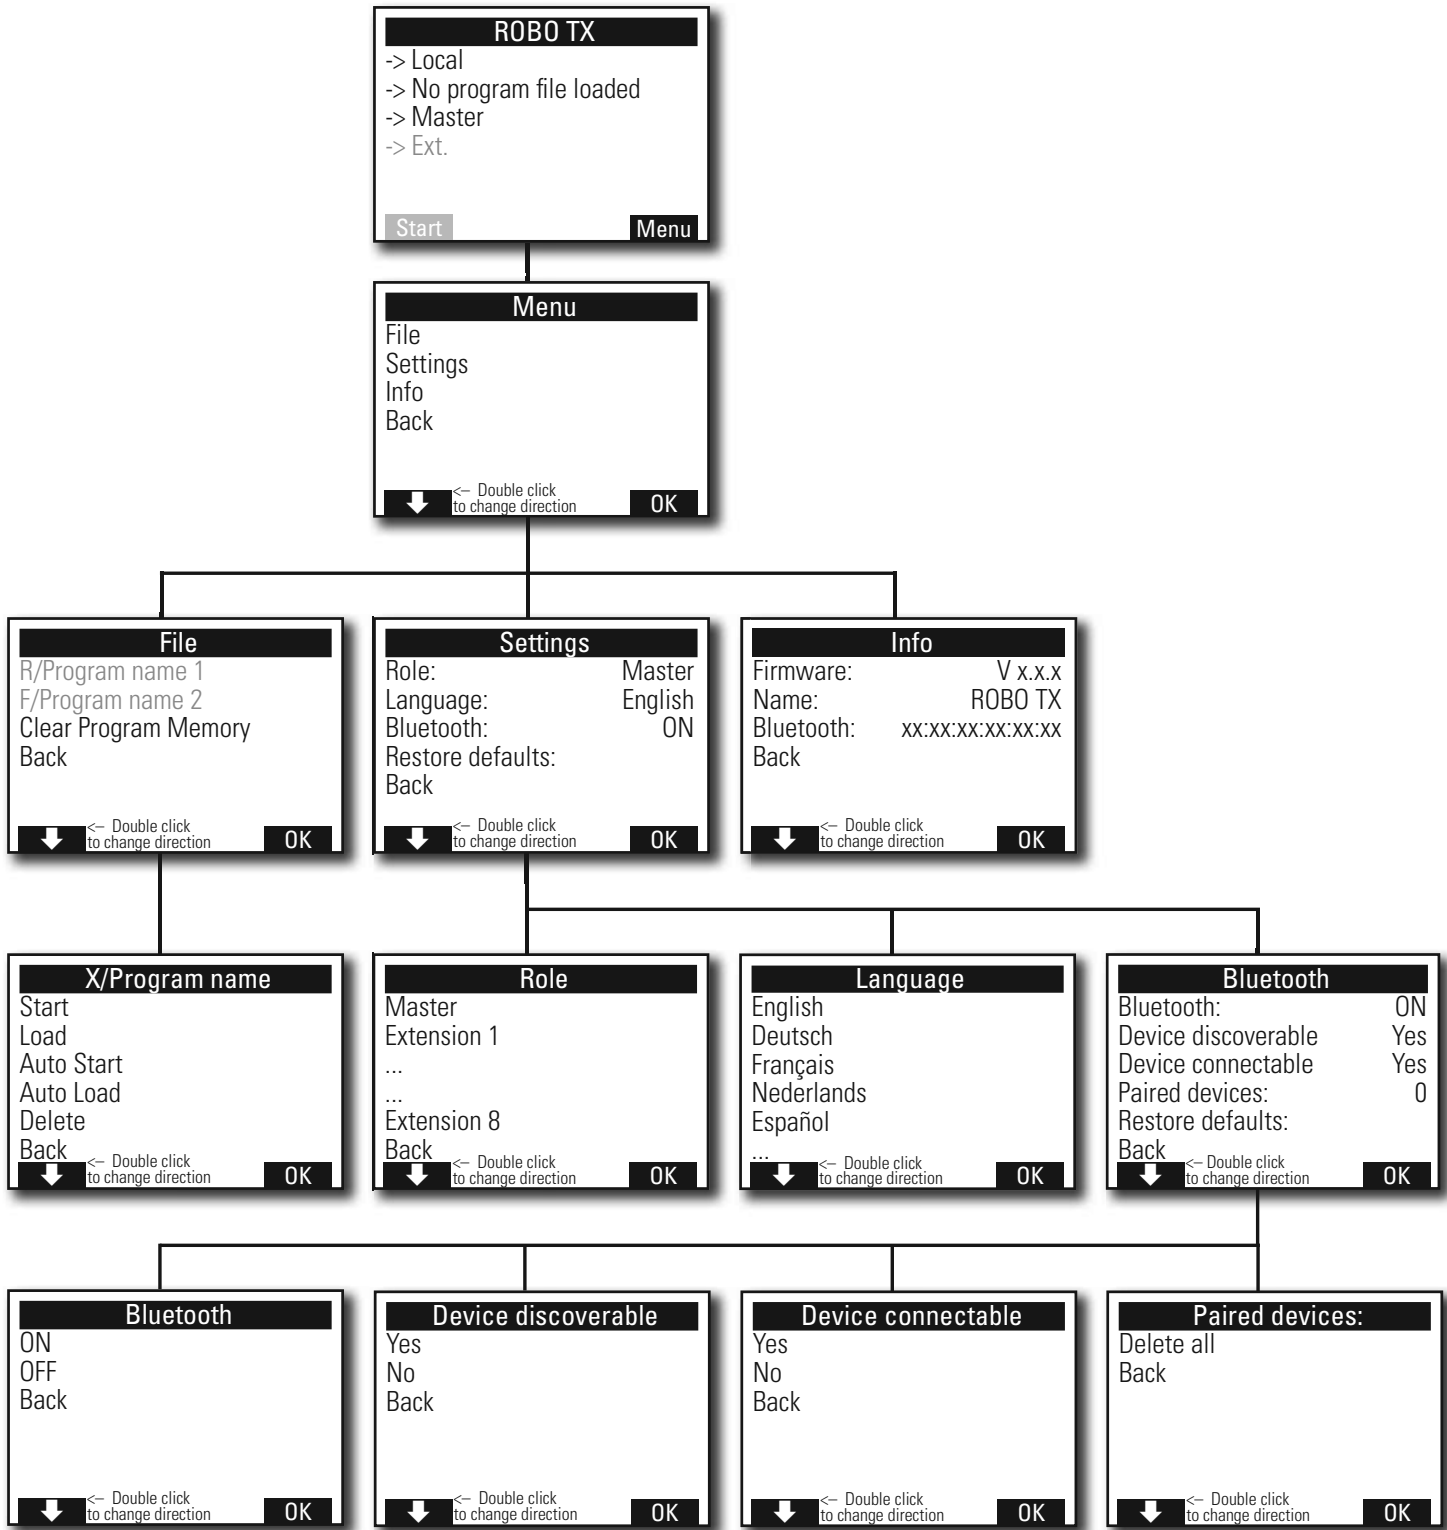 ROBO TX
-> Local
-> No program file loaded
-> Master
-> Ext.
Start Menu
Menu
File
Settings
Info
Back
<– Double click
to change direction
OK
File
R/Program name 1
F/Program name 2
Clear Program Memory
Back
<– Double click
to change direction
OK
Settings
Role: Master
Language: English
Bluetooth: ON
Restore defaults:
Back
<– Double click
to change direction
OK
Info
Firmware: V x.x.x
Name: ROBO TX
Bluetooth: xx:xx:xx:xx:xx:xx
Back
<– Double click
to change direction
OK
X/Program name
Start
Load
Auto Start
Auto Load
Delete
Back
<– Double click
to change direction
OK
Role
Master
Extension 1
...
...
Extension 8
Back
<– Double click
to change direction
OK
Language
English
Deutsch
Français
Nederlands
Español
...
<– Double click
to change direction
OK
Bluetooth
Bluetooth: ON
Device discoverable Yes
Device connectable Yes
Paired devices: 0
Restore defaults:
Back
<– Double click
to change direction
OK
Bluetooth
ON
OFF
Back
<– Double click
to change direction
OK
Device discoverable
Yes
No
Back
<– Double click
to change direction
OK
Device connectable
Yes
No
Back
<– Double click
to change direction
OK
Paired devices:
Delete all
Back
<– Double click
to change direction
OK